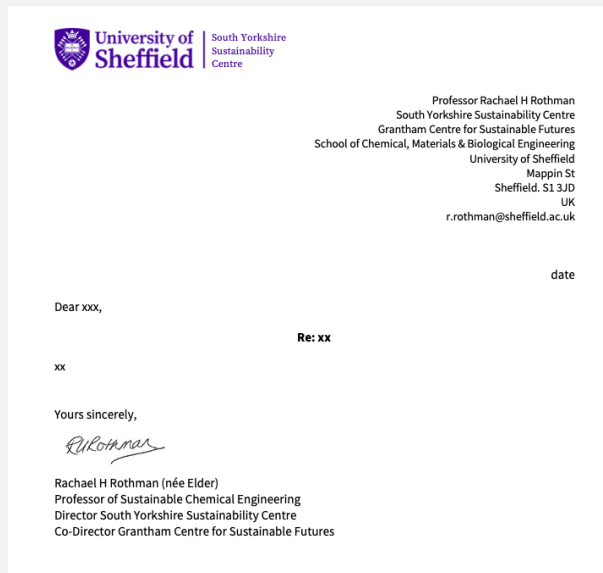 University of
Sheffield
South Yorkshire
Sustainability
Centre
Professor Rachael H Rothman
South Yorkshire Sustainability Centre
Grantham Centre for Sustainable Futures
School of Chemical, Materials & Biological Engineering
University of Sheffield
Mappin St
Sheffield. S1 3JD
UK
r.rothman@sheffield.ac.uk
date
Dear xxx,
Re: xx
xx
Yours sincerely,
RHRothman
Rachael H Rothman (née Elder)
Professor of Sustainable Chemical Engineering
Director South Yorkshire Sustainability Centre
Co-Director Grantham Centre for Sustainable Futures